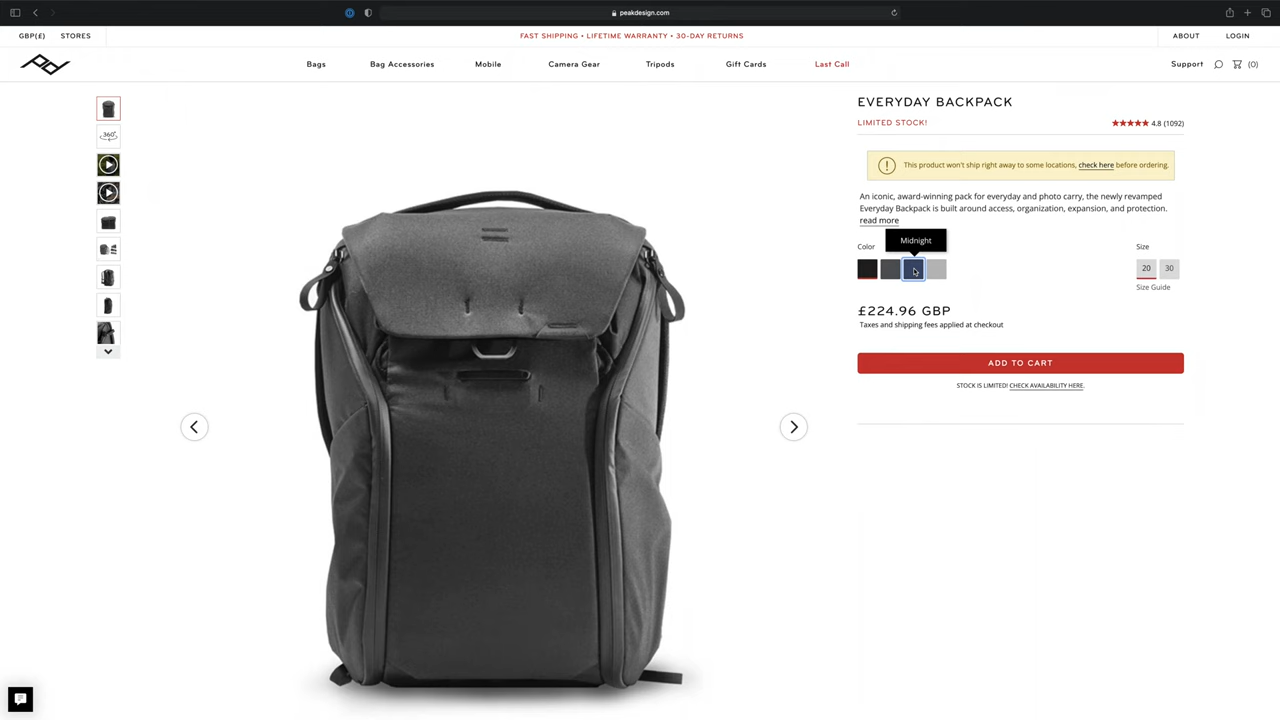 peakdesign.com
GBP(£) STORES
FAST SHIPPING • LIFETIME WARRANTY • 30-DAY RETURNS
ABOUT LOGIN
Bags Bag Accessories Mobile Camera Gear Tripods Gift Cards Last Call
Support (0)
360°
EVERYDAY BACKPACK
LIMITED STOCK!
4.8 (1092)
This product won't ship right away to some locations, check here before ordering.
An iconic, award-winning pack for everyday and photo carry, the newly revamped
Everyday Backpack is built around access, organization, expansion, and protection.
read more
Midnight
Color
Size
20 30
Size Guide
£224.96 GBP
Taxes and shipping fees applied at checkout
ADD TO CART
STOCK IS LIMITED! CHECK AVAILABILITY HERE.